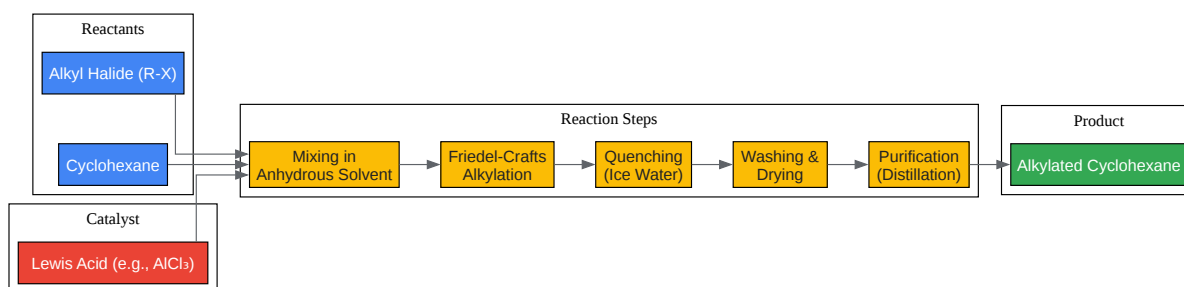 Reactants
Alkyl Halide (R-X)
Cyclohexane
Catalyst
Lewis Acid (e.g., AlCl₃)
Reaction Steps
Mixing in
Anhydrous Solvent
Friedel-Crafts
Alkylation
Quenching
(Ice Water)
Washing &
Drying
Purification
(Distillation)
Product
Alkylated Cyclohexane